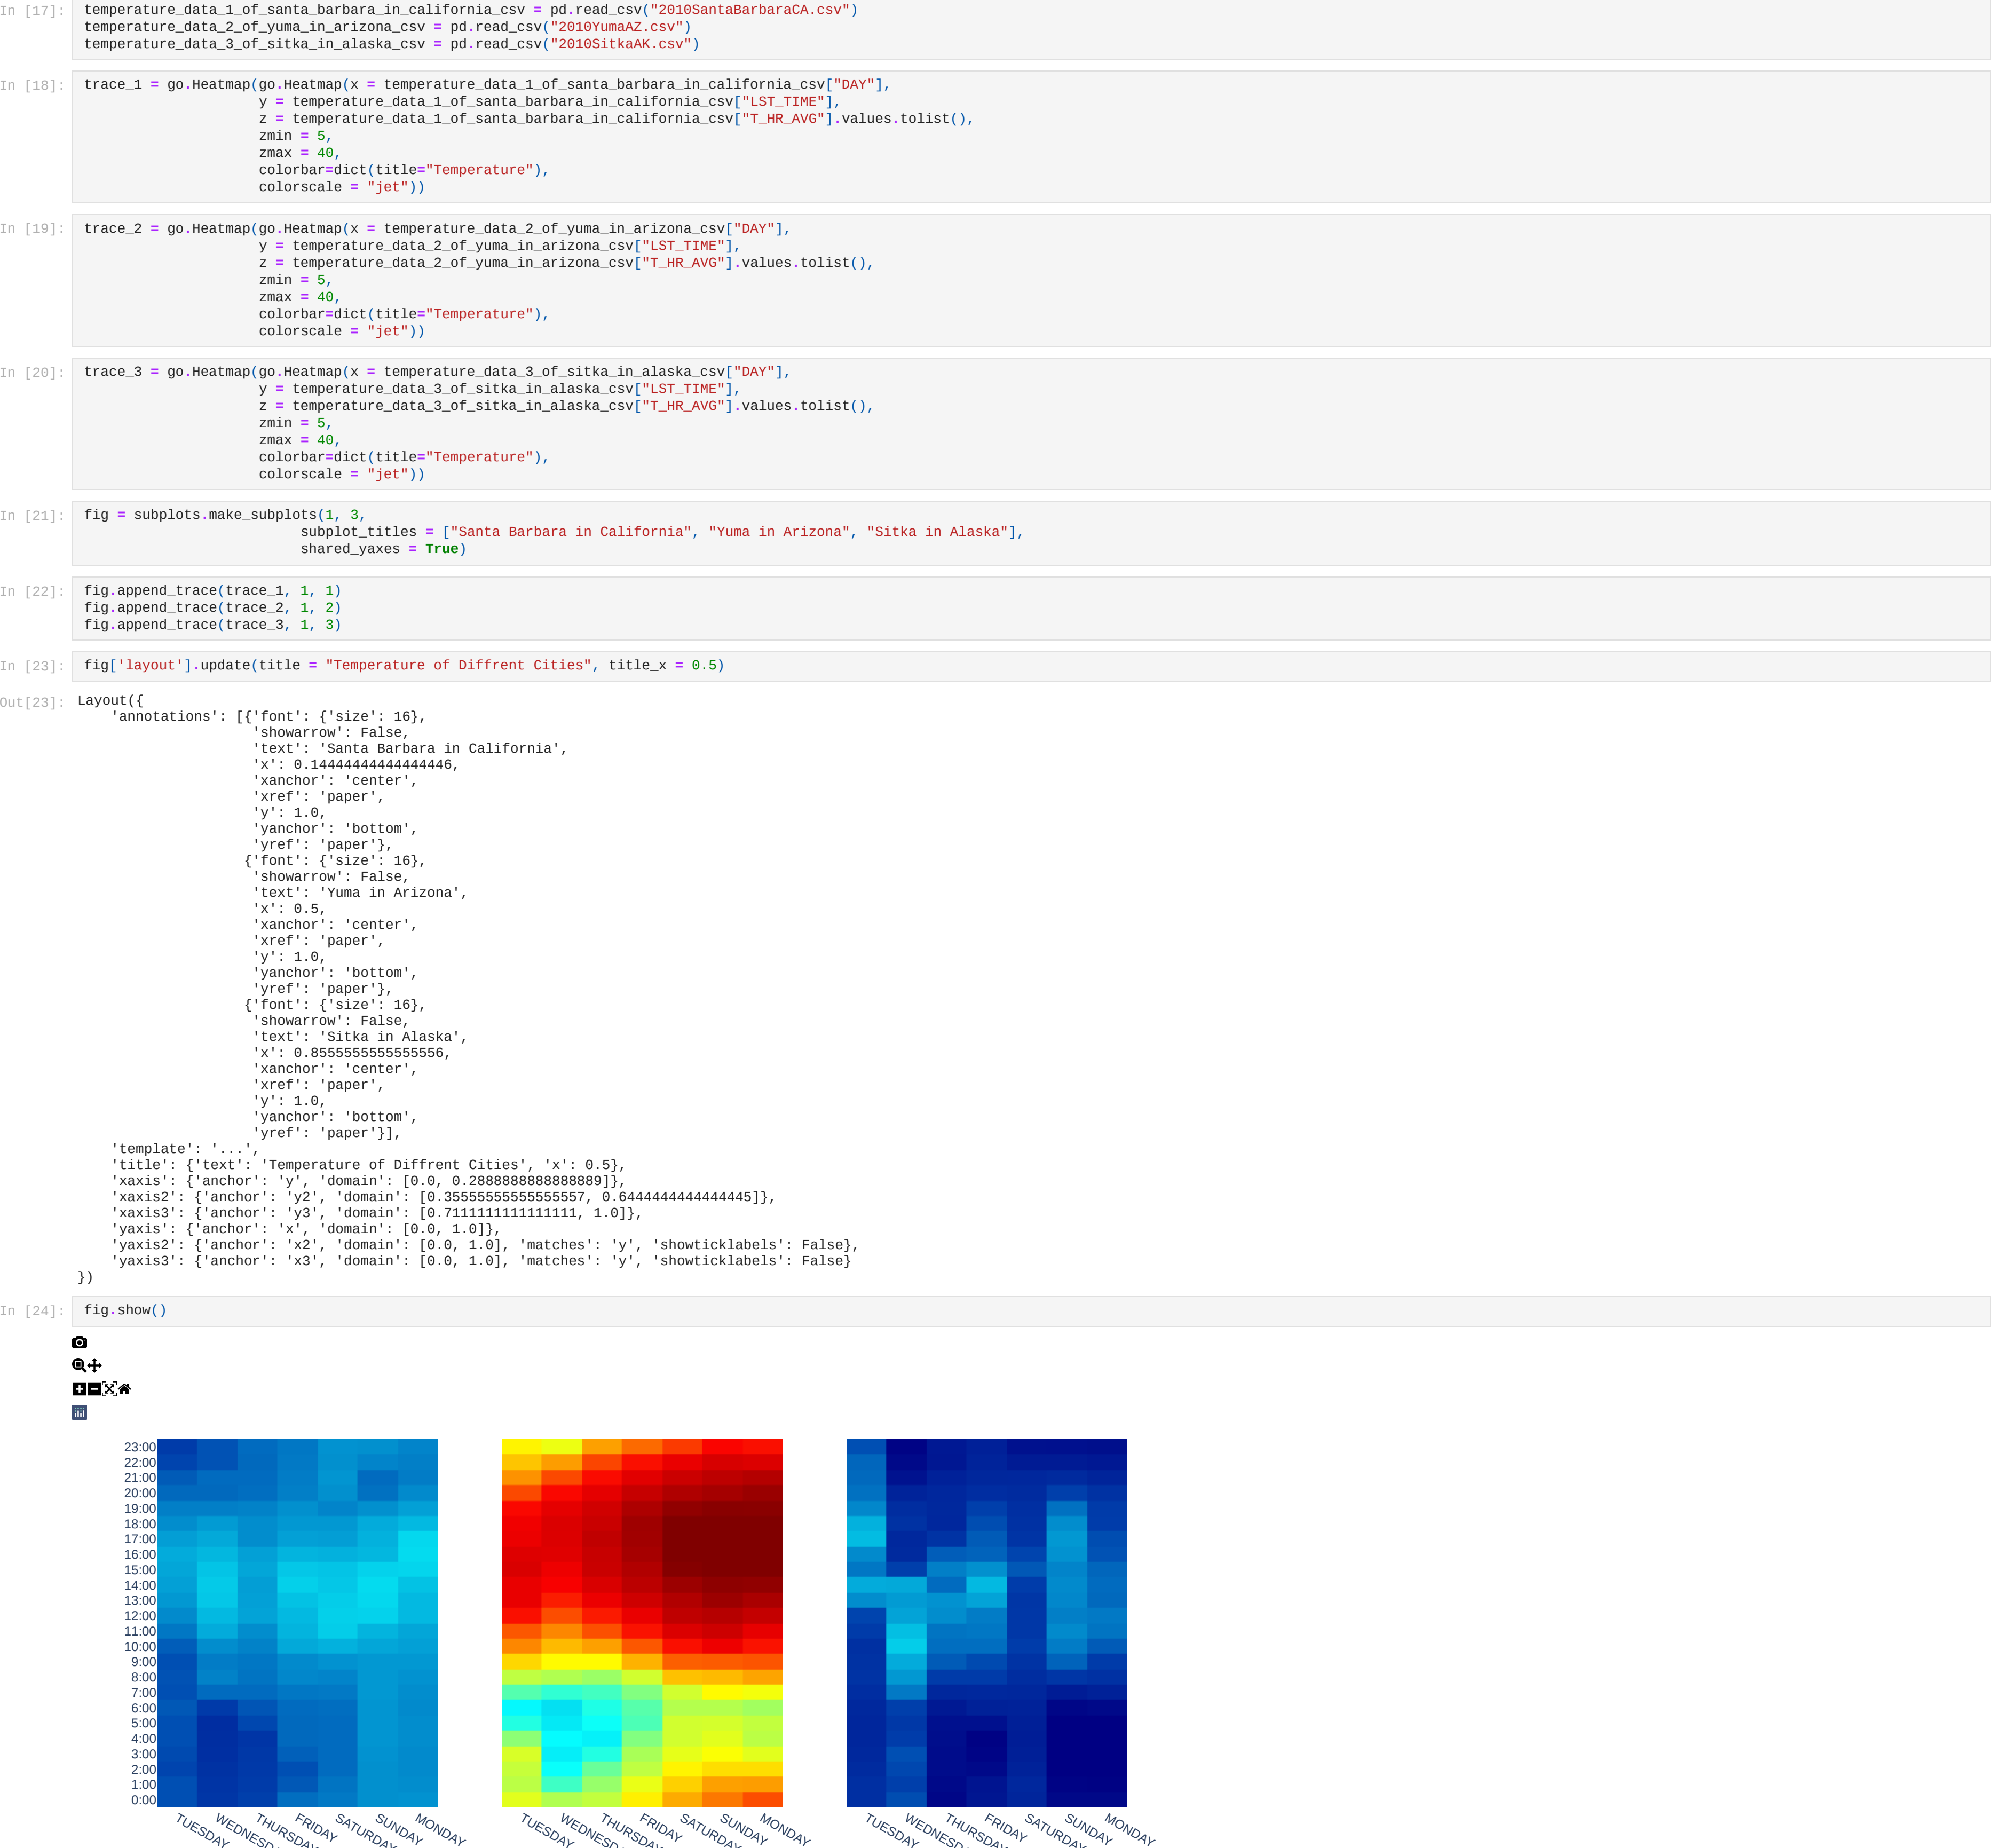 In [17]: temperature_data_1_of_santa_barbara_in_california_csv = pd.read_csv("2010SantaBarbaraCA.csv")
temperature_data_2_of_yuma_in_arizona_csv = pd.read_csv("2010YumaAZ.csv")
temperature_data_3_of_sitka_in_alaska_csv = pd.read_csv("2010SitkaAK.csv")
In [18]: trace_1 = go.Heatmap(go.Heatmap(x = temperature_data_1_of_santa_barbara_in_california_csv["DAY"],
y = temperature_data_1_of_santa_barbara_in_california_csv["LST_TIME"],
z = temperature_data_1_of_santa_barbara_in_california_csv["T_HR_AVG"].values.tolist(),
zmin = 5,
zmax = 40,
colorbar=dict(title="Temperature"),
colorscale = "jet"))
In [19]: trace_2 = go.Heatmap(go.Heatmap(x = temperature_data_2_of_yuma_in_arizona_csv["DAY"],
y = temperature_data_2_of_yuma_in_arizona_csv["LST_TIME"],
z = temperature_data_2_of_yuma_in_arizona_csv["T_HR_AVG"].values.tolist(),
zmin = 5,
zmax = 40,
colorbar=dict(title="Temperature"),
colorscale = "jet"))
In [20]: trace_3 = go.Heatmap(go.Heatmap(x = temperature_data_3_of_sitka_in_alaska_csv["DAY"],
y = temperature_data_3_of_sitka_in_alaska_csv["LST_TIME"],
z = temperature_data_3_of_sitka_in_alaska_csv["T_HR_AVG"].values.tolist(),
zmin = 5,
zmax = 40,
colorbar=dict(title="Temperature"),
colorscale = "jet"))
In [21]: fig = subplots.make_subplots(1, 3,
subplot_titles = ["Santa Barbara in California", "Yuma in Arizona", "Sitka in Alaska"],
shared_yaxes = True)
In [22]: fig.append_trace(trace_1, 1, 1)
fig.append_trace(trace_2, 1, 2)
fig.append_trace(trace_3, 1, 3)
In [23]: fig['layout'].update(title = "Temperature of Diffrent Cities", title_x = 0.5)
Out[23]: Layout({
'annotations': [{'font': {'size': 16},
'showarrow': False,
'text': 'Santa Barbara in California',
'x': 0.14444444444444446,
'xanchor': 'center',
'xref': 'paper',
'y': 1.0,
'yanchor': 'bottom',
'yref': 'paper'},
{'font': {'size': 16},
'showarrow': False,
'text': 'Yuma in Arizona',
'x': 0.5,
'xanchor': 'center',
'xref': 'paper',
'y': 1.0,
'yanchor': 'bottom',
'yref': 'paper'},
{'font': {'size': 16},
'showarrow': False,
'text': 'Sitka in Alaska',
'x': 0.8555555555555556,
'xanchor': 'center',
'xref': 'paper',
'y': 1.0,
'yanchor': 'bottom',
'yref': 'paper'}],
'template': '...',
'title': {'text': 'Temperature of Diffrent Cities', 'x': 0.5},
'xaxis': {'anchor': 'y', 'domain': [0.0, 0.2888888888888889]},
'xaxis2': {'anchor': 'y2', 'domain': [0.35555555555555557, 0.6444444444444445]},
'xaxis3': {'anchor': 'y3', 'domain': [0.7111111111111111, 1.0]},
'yaxis': {'anchor': 'x', 'domain': [0.0, 1.0]},
'yaxis2': {'anchor': 'x2', 'domain': [0.0, 1.0], 'matches': 'y', 'showticklabels': False},
'yaxis3': {'anchor': 'x3', 'domain': [0.0, 1.0], 'matches': 'y', 'showticklabels': False}
})
In [24]: fig.show()
23:00
22:00
21:00
20:00
19:00
18:00
17:00
16:00
15:00
14:00
13:00
12:00
11:00
10:00
9:00
8:00
7:00
6:00
5:00
4:00
3:00
2:00
1:00
0:00
TUESDAY WEDNESD THURSDA FRIDAY SATURDAY SUNDAY MONDAY TUESDAY WEDNESD THURSDA FRIDAY SATURDAY SUNDAY MONDAY TUESDAY WEDNESD THURSDA FRIDAY SATURDAY SUNDAY MONDAY